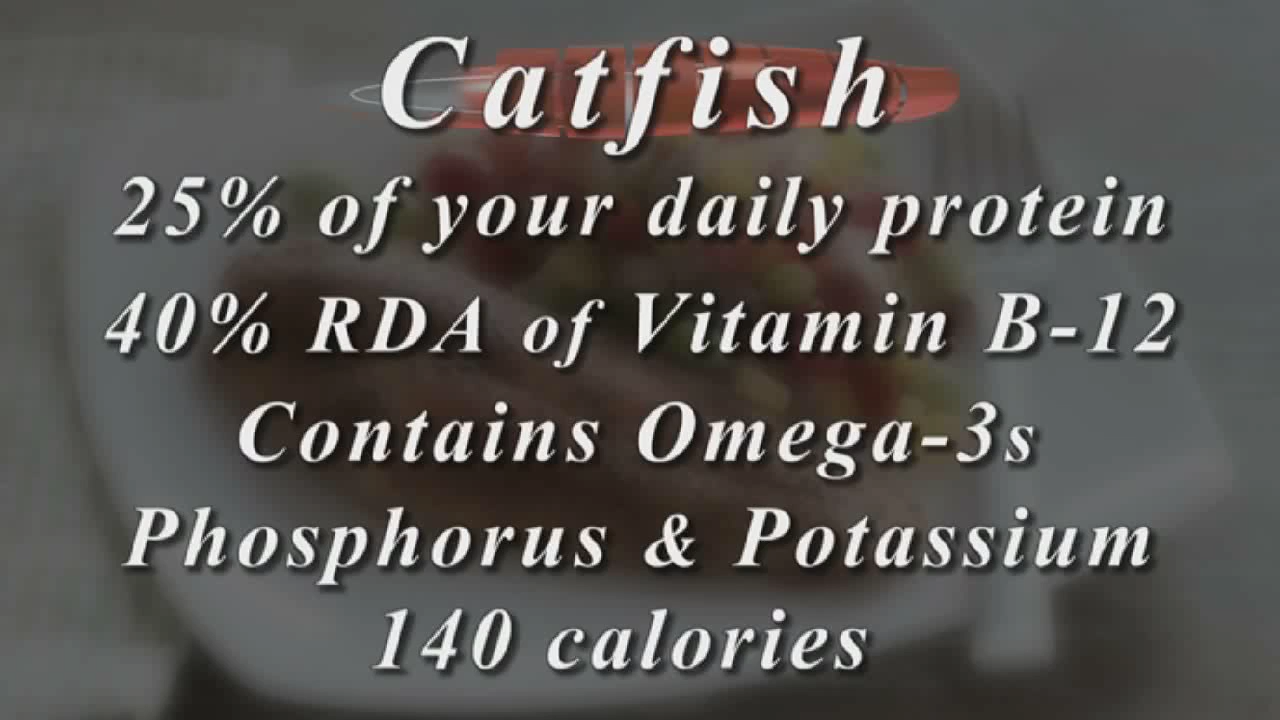 Catfish
25% of your daily protein
40% RDA of Vitamin B-12
Contains Omega-3s
Phosphorus & Potassium
140 calories